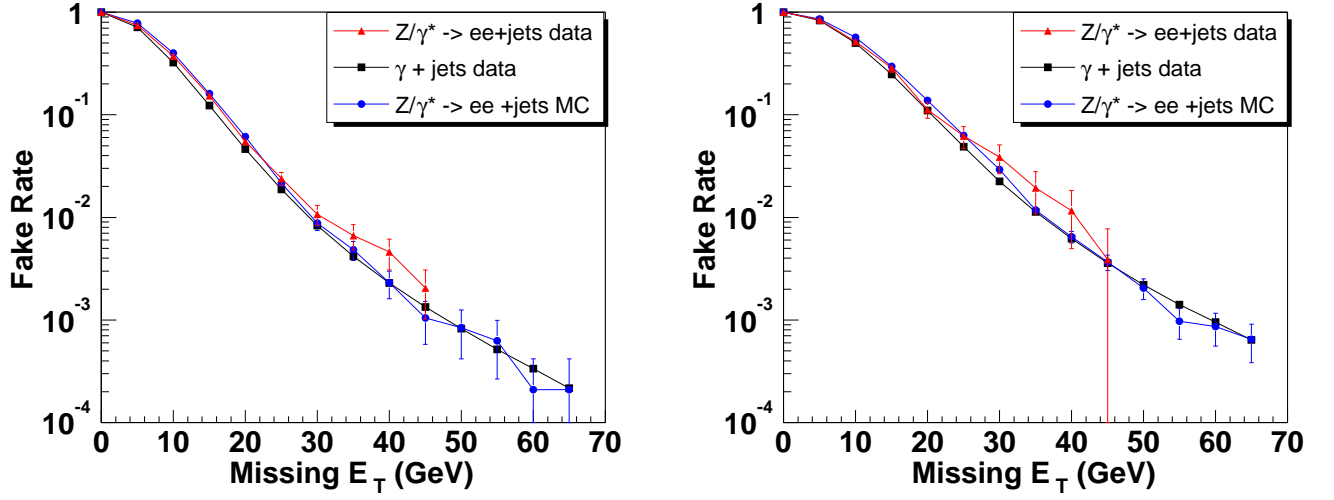 Fake Rate
1
10^-1
10^-2
10^-3
10^-4
0 10 20 30 40 50 60 70
Missing E_T (GeV)
Z/γ* -> ee+jets data
γ + jets data
Z/γ* -> ee +jets MC
Fake Rate
1
10^-1
10^-2
10^-3
10^-4
0 10 20 30 40 50 60 70
Missing E_T (GeV)
Z/γ* -> ee+jets data
γ + jets data
Z/γ* -> ee +jets MC